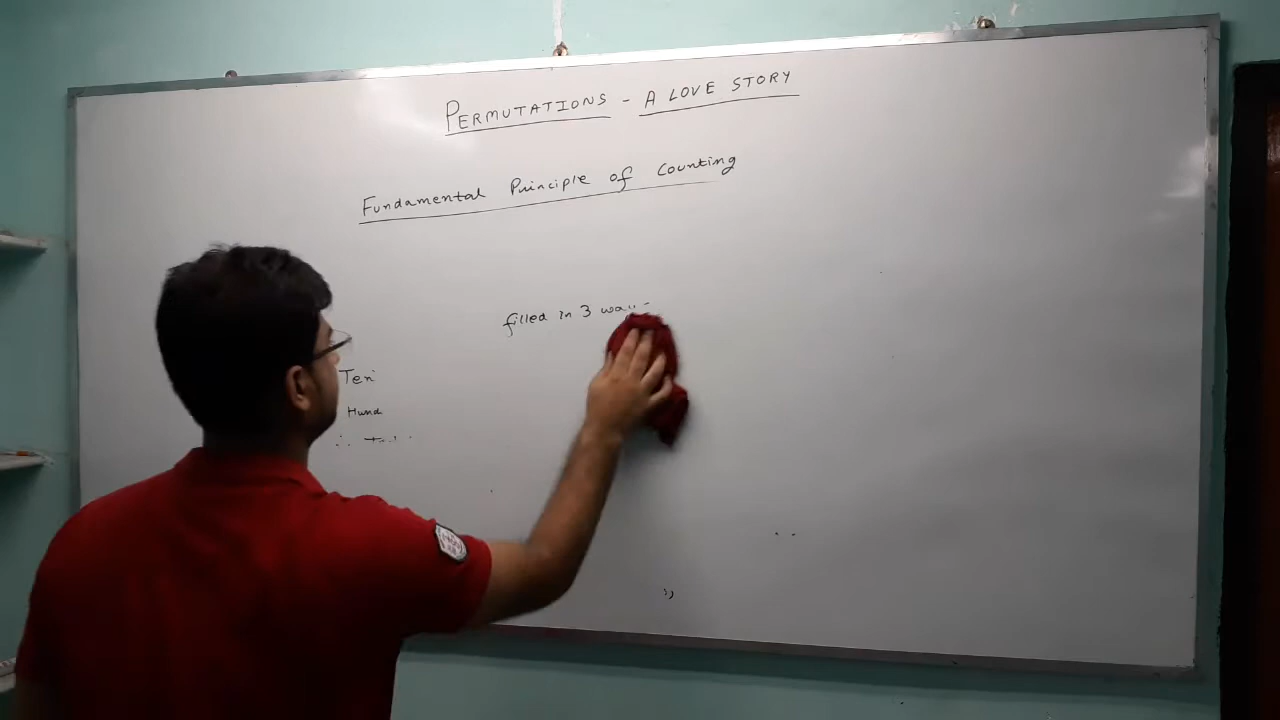 PERMUTATIONS - A LOVE STORY
Fundamental Principle of Counting
filled in 3
Ten
Hund